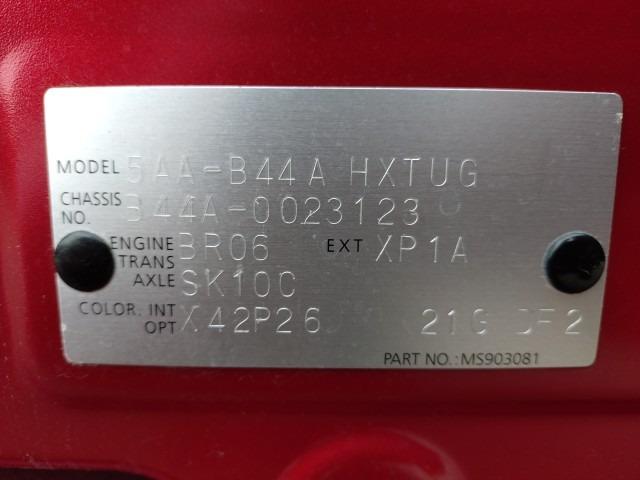 MODEL 5AA-B44A HXTUG
CHASSIS NO. B44A-0023123
ENGINE BR06 EXT XP1A
TRANS AXLE SK10C
COLOR. INT OPT X42P26 21G DF2
PART NO.: MS903081